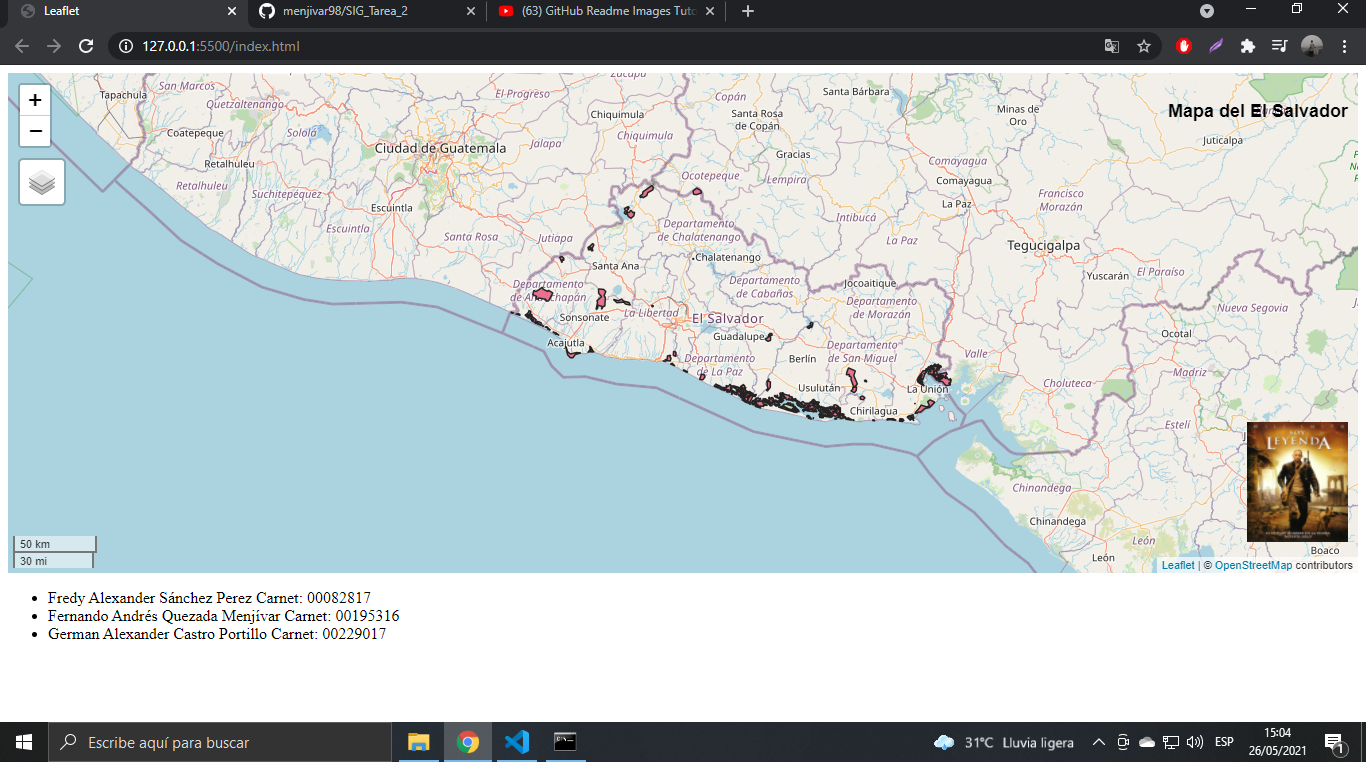 Leaflet
menjivar98/SIG_Tarea_2
(63) GitHub Readme Images Tuto
127.0.0.1:5500/index.html
+
−
Mapa del El Salvador
Tapachula
San Marcos
Quetzaltenango
Coatepeque
Sololá
Retalhuleu
Retalhuleu
Suchitepéquez
Escuintla
Escuintla
Ciudad de Guatemala
El Progreso
Zacapa
Chiquimula
Chiquimula
Jalapa
Santa Rosa
Jutiapa
Copán
Santa Rosa
de Copán
Santa Bárbara
Gracias
Ocotepeque
Lempira
Intibucá
La Paz
Comayagua
Comayagua
La Paz
Minas de
Oro
Juticalpa
Francisco
Morazán
Tegucigalpa
Yuscarán
El Paraíso
Nueva Segovia
Ocotal
Madriz
Estelí
Valle
Choluteca
Chinandega
Chinandega
León
León
Boaco
Departamento
de Chalatenango
Chalatenango
Santa Ana
Departamento
de Ahuachapán
Sonsonate
Acajutla
La Libertad
El Salvador
Departamento
de Cabañas
Jocoaitique
Departamento
de Morazán
Guadalupe
Berlín
Departamento
de San Miguel
Departamento
de La Paz
Usulután
Chirilagua
La Unión
SOY
LEYENDA
50 km
30 mi
Leaflet | © OpenStreetMap contributors
Fredy Alexander Sánchez Perez Carnet: 00082817
Fernando Andrés Quezada Menjívar Carnet: 00195316
German Alexander Castro Portillo Carnet: 00229017
Escribe aquí para buscar
31°C Lluvia ligera
ESP
15:04
26/05/2021
1